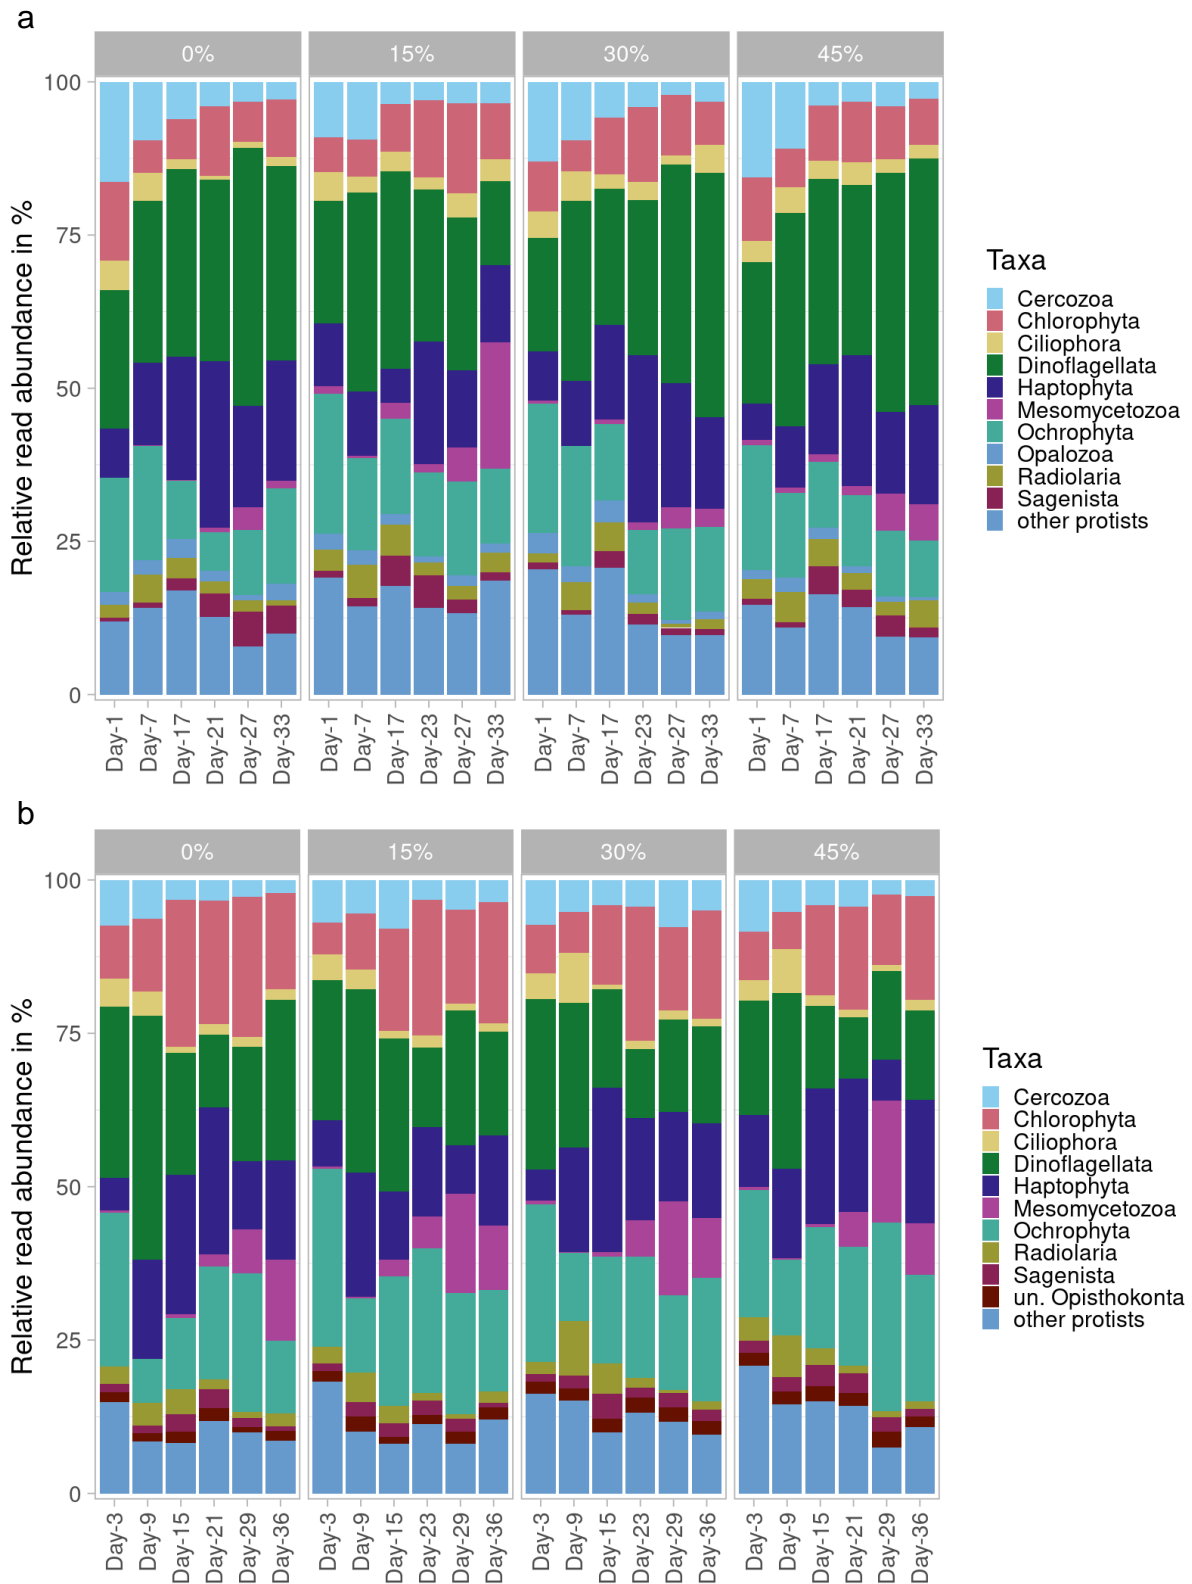 a
0% 15% 30% 45%
100
75
50
25
0
Relative read abundance in %
Day-1 Day-7 Day-17 Day-21 Day-27 Day-33 Day-1 Day-7 Day-17 Day-23 Day-27 Day-33 Day-1 Day-7 Day-17 Day-23 Day-27 Day-33 Day-1 Day-7 Day-17 Day-21 Day-27 Day-33
Taxa
Cercozoa
Chlorophyta
Ciliophora
Dinoflagellata
Haptophyta
Mesomycetozoa
Ochrophyta
Opalozoa
Radiolaria
Sagenista
other protists
b
0% 15% 30% 45%
100
75
50
25
0
Relative read abundance in %
Day-3 Day-9 Day-15 Day-21 Day-29 Day-36 Day-3 Day-9 Day-15 Day-23 Day-29 Day-36 Day-3 Day-9 Day-15 Day-23 Day-29 Day-36 Day-3 Day-9 Day-15 Day-21 Day-29 Day-36
Taxa
Cercozoa
Chlorophyta
Ciliophora
Dinoflagellata
Haptophyta
Mesomycetozoa
Ochrophyta
Radiolaria
Sagenista
un. Opisthokonta
other protists